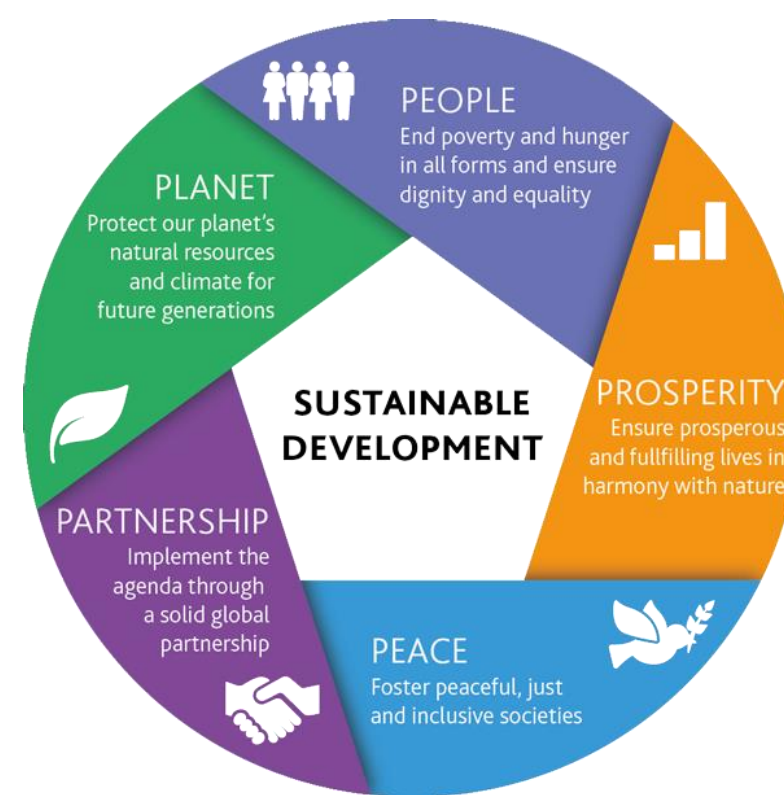 PEOPLE
End poverty and hunger
in all forms and ensure
dignity and equality
PROSPERITY
Ensure prosperous
and fullfilling lives in
harmony with nature
PEACE
Foster peaceful, just
and inclusive societies
PARTNERSHIP
Implement the
agenda through
a solid global
partnership
PLANET
Protect our planet's
natural resources
and climate for
future generations
SUSTAINABLE
DEVELOPMENT